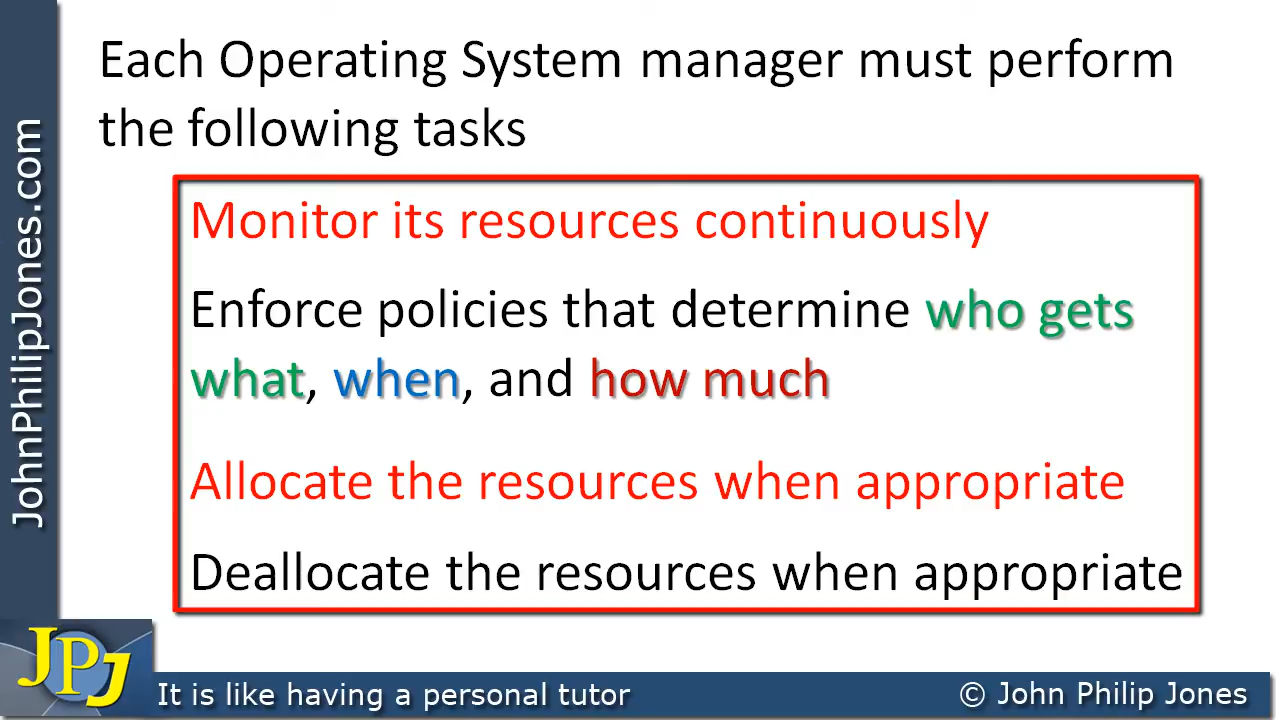 Each Operating System manager must perform
the following tasks
Monitor its resources continuously
Enforce policies that determine who gets
what, when, and how much
Allocate the resources when appropriate
Deallocate the resources when appropriate
JohnPhilipJones.com
JPJ
It is like having a personal tutor
© John Philip Jones